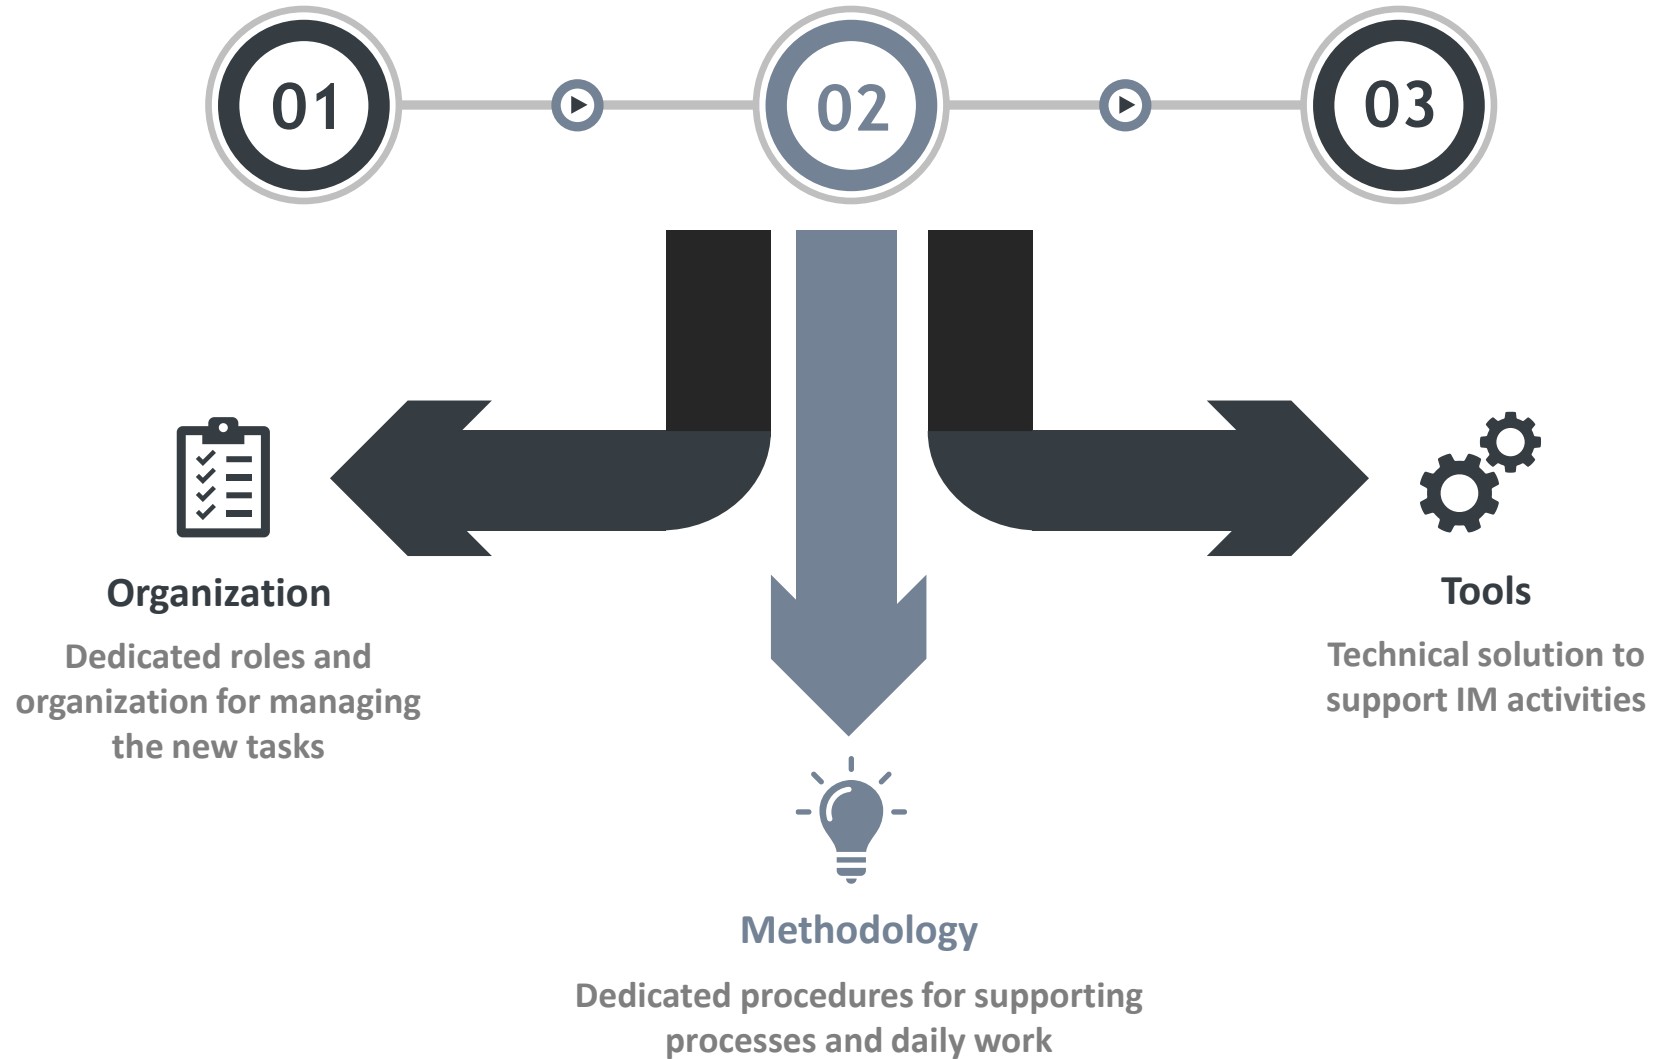 01
02
03
Organization
Dedicated roles and
organization for managing
the new tasks
Tools
Technical solution to
support IM activities
Methodology
Dedicated procedures for supporting
processes and daily work